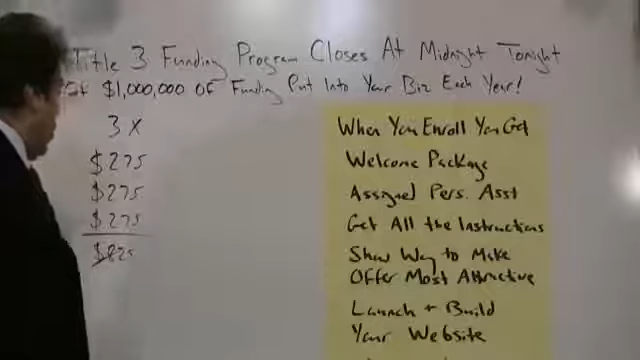 Title 3 Funding Program Closes At Midnight Tonight
Of $1,000,000 Of Funding Put Into Your Biz Each Year!
3 X
$275
$275
$275
$825
When You Enroll You Get
Welcome Package
Assigned Pers. Asst
Get All the Instructions
Show Way to Make
Offer Most Attractive
Launch + Build
Your Website